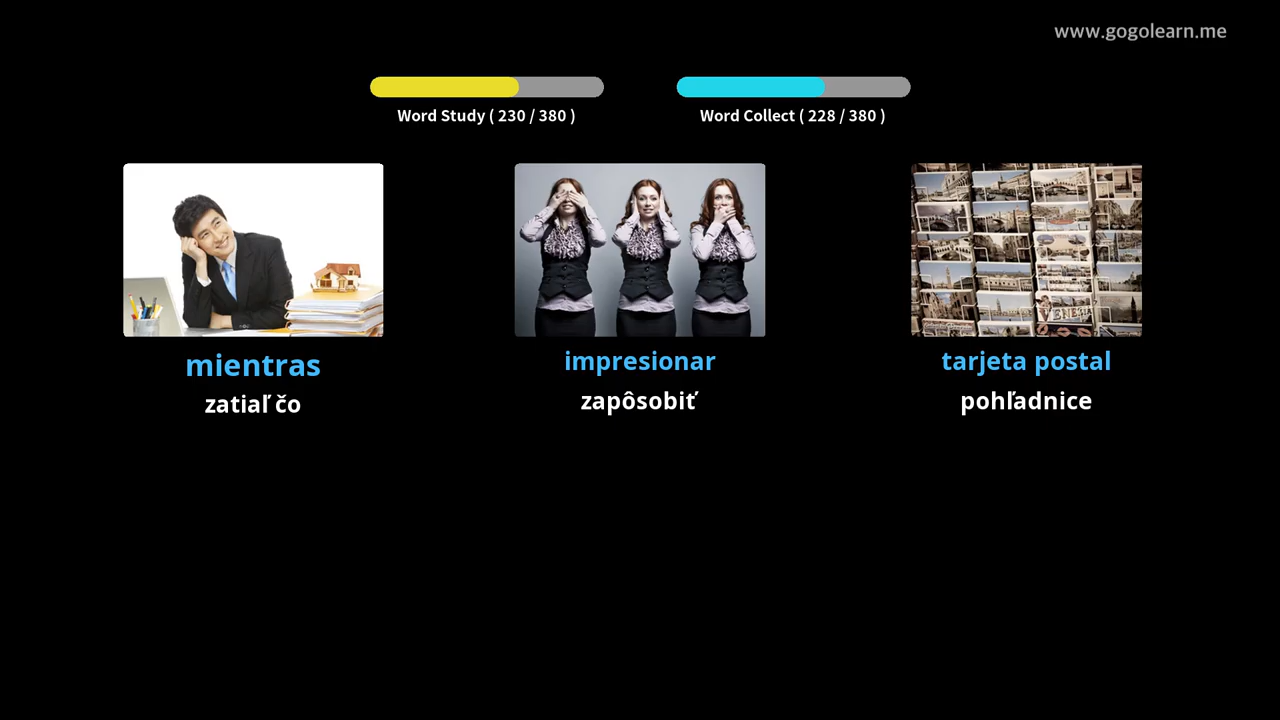 www.gogolearn.me
Word Study ( 230 / 380 )
Word Collect ( 228 / 380 )
mientras
impresionar
tarjeta postal
zatiaľ čo
zapôsobiť
pohľadnice
VENEZIA